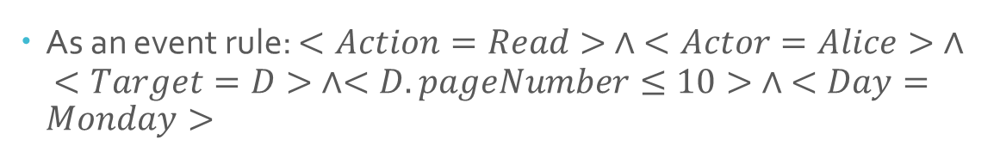 • As an event rule: < Action = Read > ∧ < Actor = Alice > ∧
< Target = D > ∧< D.pageNumber ≤ 10 > ∧ < Day =
Monday >